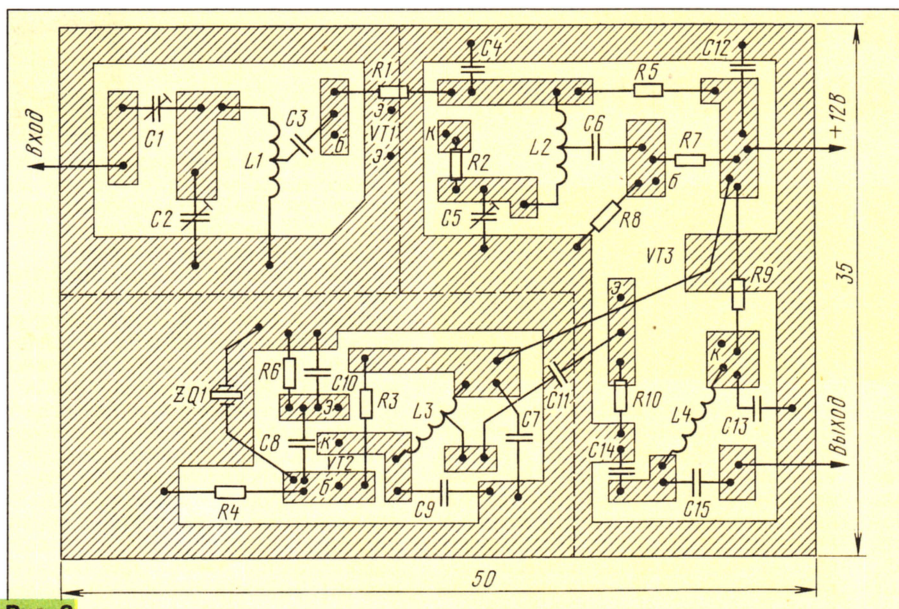 C4
C12
R1
R5
Э
C1
C3
VT1
К
C6
R7
ВХОД
L1
б
Э
R2
L2
б
+12В
C2
C5
R8
VT3
R9
35
Э
ZQ1
R6
C10
R3
L3
C11
К
Э
R10
L4
C13
C7
C8
К
VT2
C14
ВЫХОД
R4
б
C9
C15
50